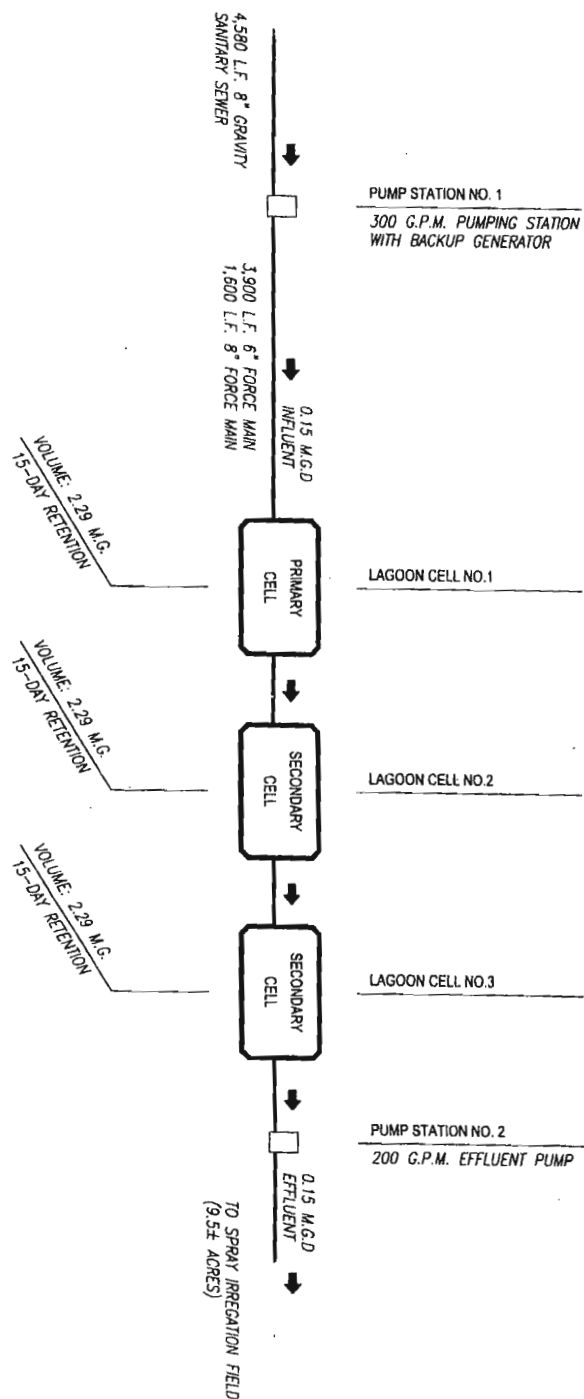 4,580 L.F. 8" GRAVITY
SANITARY SEWER
PUMP STATION NO. 1
300 G.P.M. PUMPING STATION
WITH BACKUP GENERATOR
3,900 L.F. 6" FORCE MAIN
1,600 L.F. 8" FORCE MAIN
0.15 M.G.D
INFLUENT
VOLUME: 2.29 M.G.
15-DAY RETENTION
PRIMARY
CELL
LAGOON CELL NO.1
VOLUME: 2.29 M.G.
15-DAY RETENTION
SECONDARY
CELL
LAGOON CELL NO.2
VOLUME: 2.29 M.G.
15-DAY RETENTION
SECONDARY
CELL
LAGOON CELL NO.3
PUMP STATION NO. 2
200 G.P.M. EFFLUENT PUMP
0.15 M.G.D
EFFLUENT
TO SPRAY IRREGATION FIELD
(9.5± ACRES)